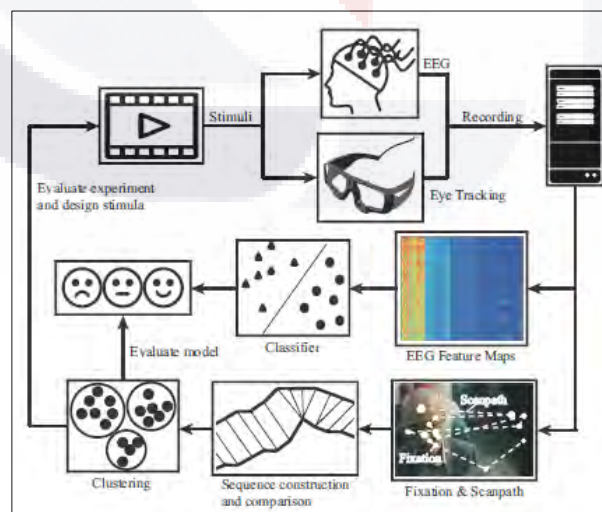 EEG
Stimuli
Recording
Eye Tracking
Evaluate experiment
and design stimula
Classifier
EEG Feature Maps
Evaluate model
Scanpath
Fixation
Clustering
Sequence construction
and comparison
Fixation & Scanpath